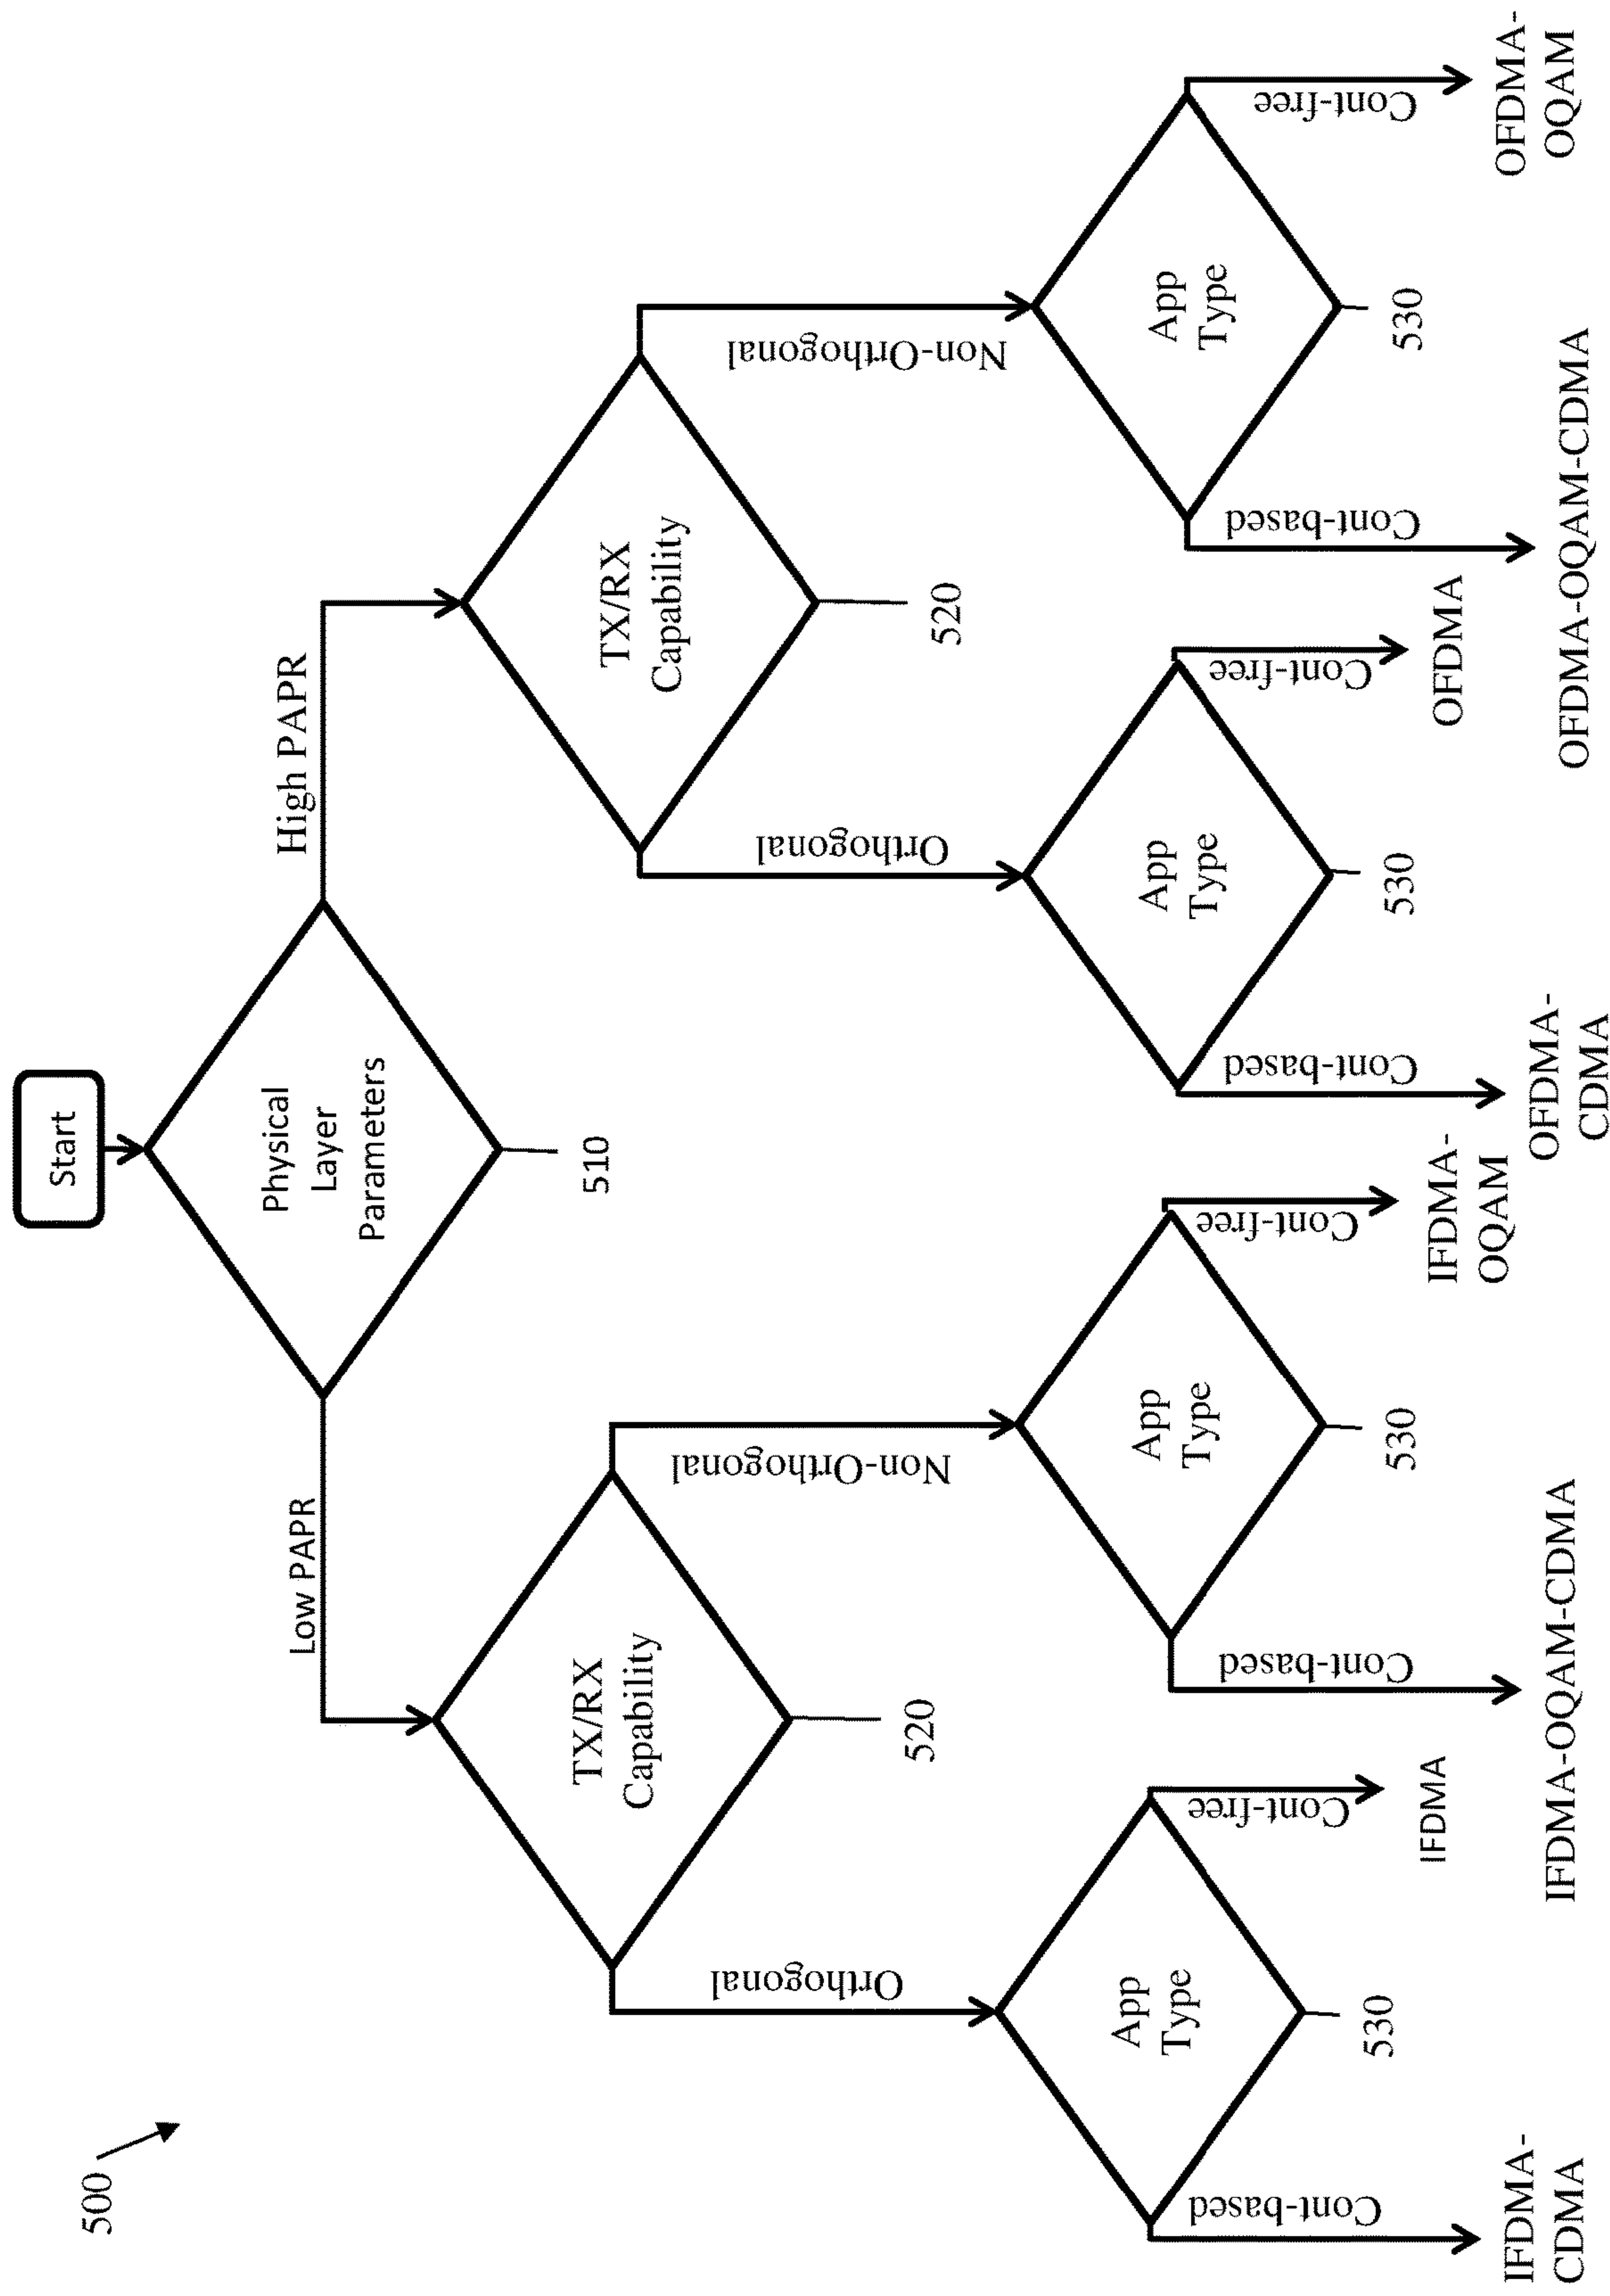 500
Start
Physical
Layer
Parameters
510
Low PAPR
High PAPR
TX/RX
Capability
520
TX/RX
Capability
520
Orthogonal
Non-Orthogonal
Orthogonal
Non-Orthogonal
App
Type
530
App
Type
530
App
Type
530
App
Type
530
Cont-based
Cont-free
Cont-based
Cont-free
Cont-based
Cont-free
Cont-based
Cont-free
IFDMA-
CDMA
IFDMA
IFDMA-OQAM-CDMA
IFDMA-
OQAM
OFDMA-
CDMA
OFDMA
OFDMA-OQAM-CDMA
OFDMA-
OQAM